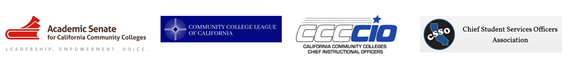 Academic Senate
for California Community Colleges
LEADERSHIP. EMPOWERMENT. VOICE.
COMMUNITY COLLEGE LEAGUE
OF CALIFORNIA
CCCCIO
CALIFORNIA COMMUNITY COLLEGES
CHIEF INSTRUCTIONAL OFFICERS
CSSO
Chief Student Services Officers
Association